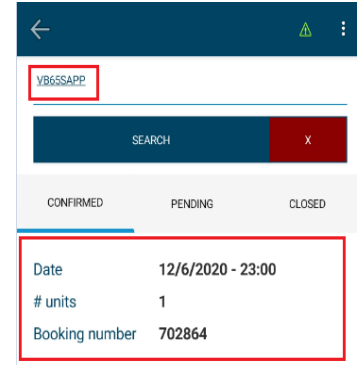 VB65SAPP
SEARCH X
CONFIRMED PENDING CLOSED
Date 12/6/2020 - 23:00
# units 1
Booking number 702864